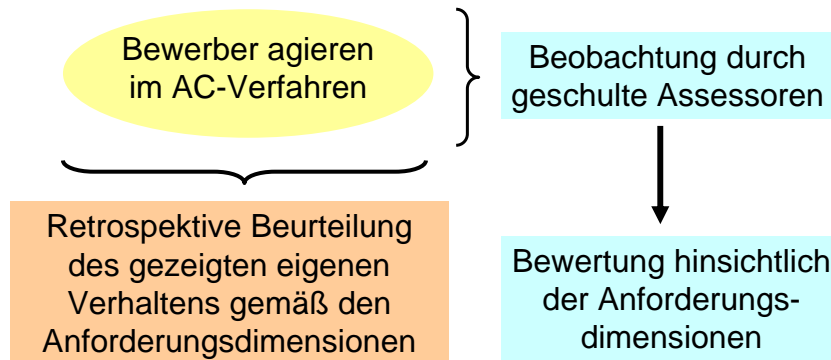 Bewerber agieren
im AC-Verfahren
Beobachtung durch
geschulte Assessoren
Retrospektive Beurteilung
des gezeigten eigenen
Verhaltens gemäß den
Anforderungsdimensionen
Bewertung hinsichtlich
der Anforderungs-
dimensionen